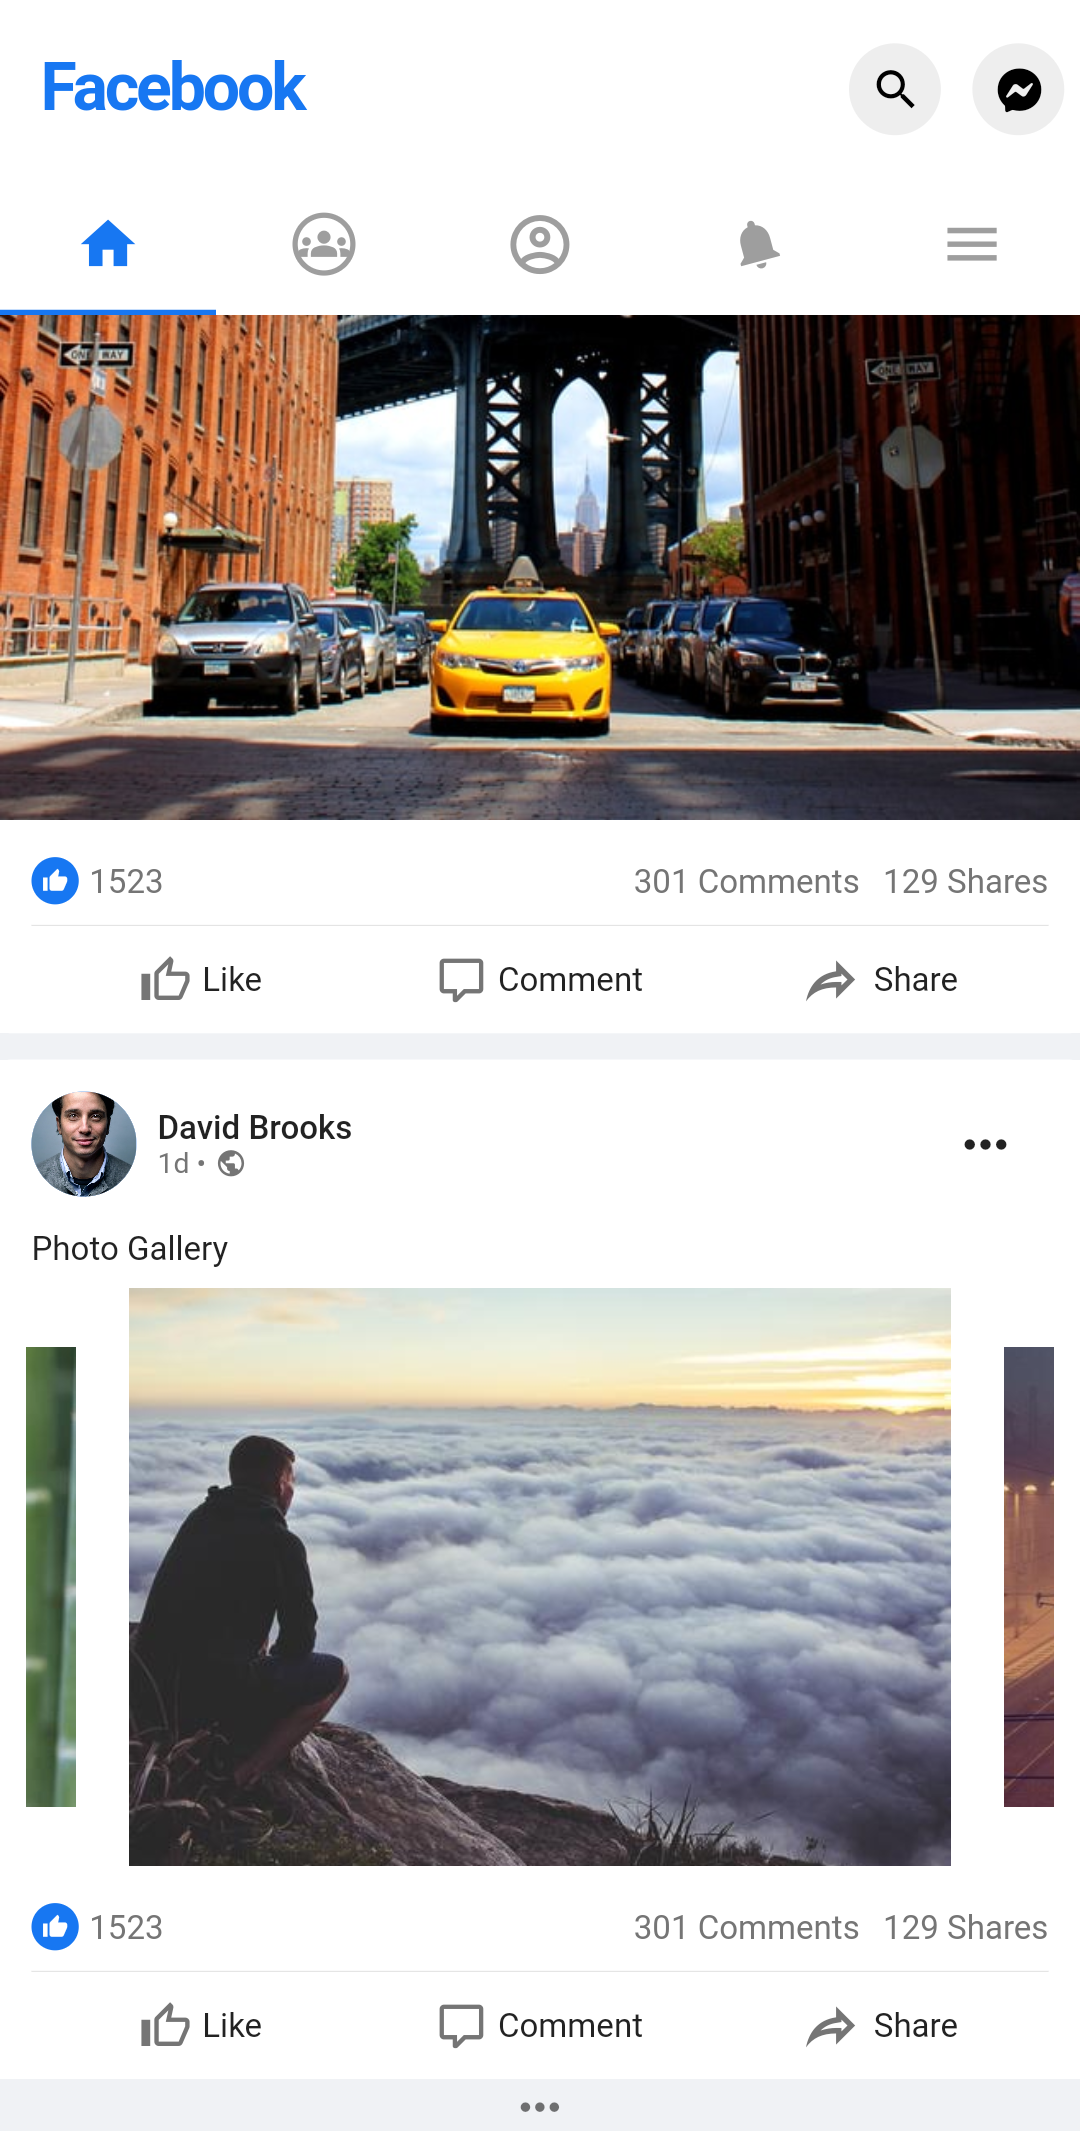 Facebook
ONE WAY
ONE WAY
1523 301 Comments 129 Shares
Like Comment Share
David Brooks
1d •
Photo Gallery
1523 301 Comments 129 Shares
Like Comment Share